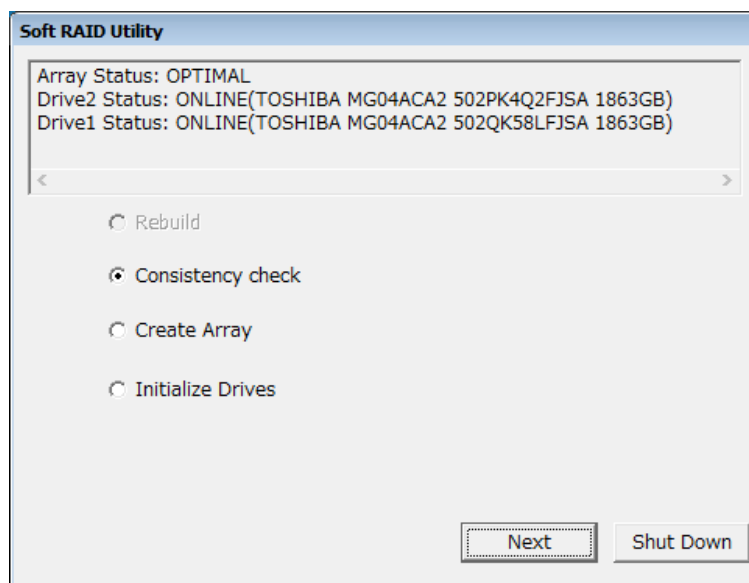 Soft RAID Utility
Array Status: OPTIMAL
Drive2 Status: ONLINE(TOSHIBA MG04ACA2 502PK4Q2FJSA 1863GB)
Drive1 Status: ONLINE(TOSHIBA MG04ACA2 502QK58LFJSA 1863GB)
Rebuild
Consistency check
Create Array
Initialize Drives
Next Shut Down